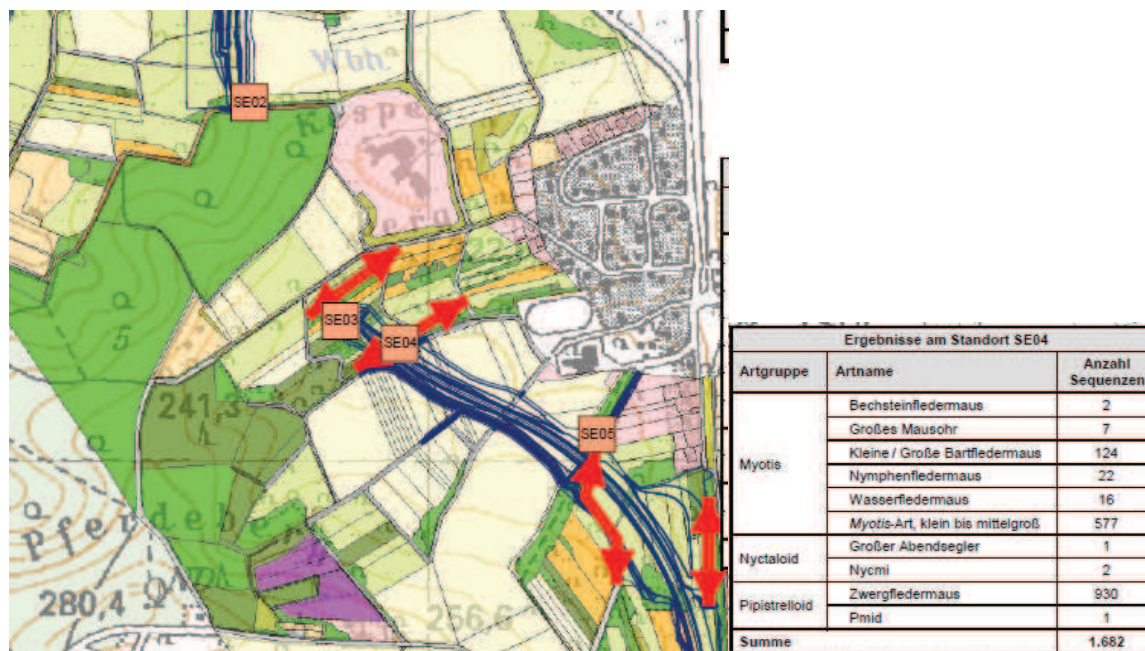 Wbh.
SE02
SE03
SE04
5
241,3
SE05
Pferdeben
280,4
256,6
Ergebnisse am Standort SE04
Artgruppe Artname Anzahl Sequenzen
Myotis
Bechsteinfledermaus 2
Großes Mausohr 7
Kleine / Große Bartfledermaus 124
Nymphenfledermaus 22
Wasserfledermaus 16
Myotis-Art, klein bis mittelgroß 577
Nyctaloid
Großer Abendsegler 1
Nycmi 2
Pipistrelloid
Zwergfledermaus 930
Pmid 1
Summe 1.682